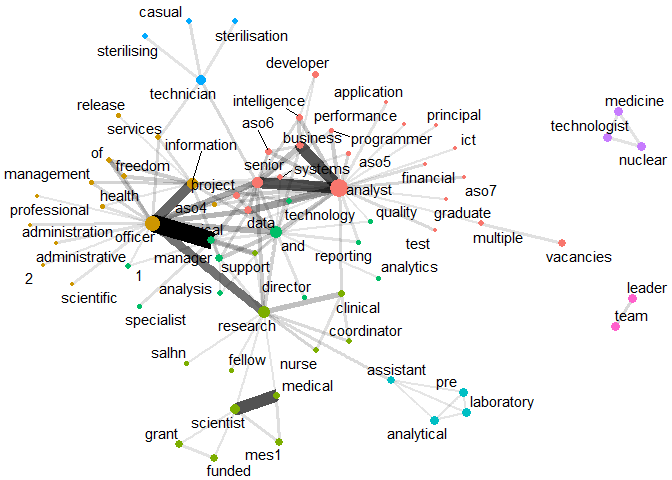 casual
sterilisation
sterilising
developer
technician
application
intelligence
medicine
release
performance
principal
aso6
technologist
services
information
business
programmer
ict
nuclear
of
freedom
senior
systems
aso5
management
project
analyst
financial
aso7
health
aso4
technology
graduate
professional
data
quality
officer
multiple
administration
and
test
administrative
manager
support
reporting
vacancies
2
1
analytics
analysis
director
leader
scientific
clinical
specialist
team
research
coordinator
salhn
fellow
nurse
assistant
medical
pre
laboratory
scientist
grant
analytical
mes1
funded